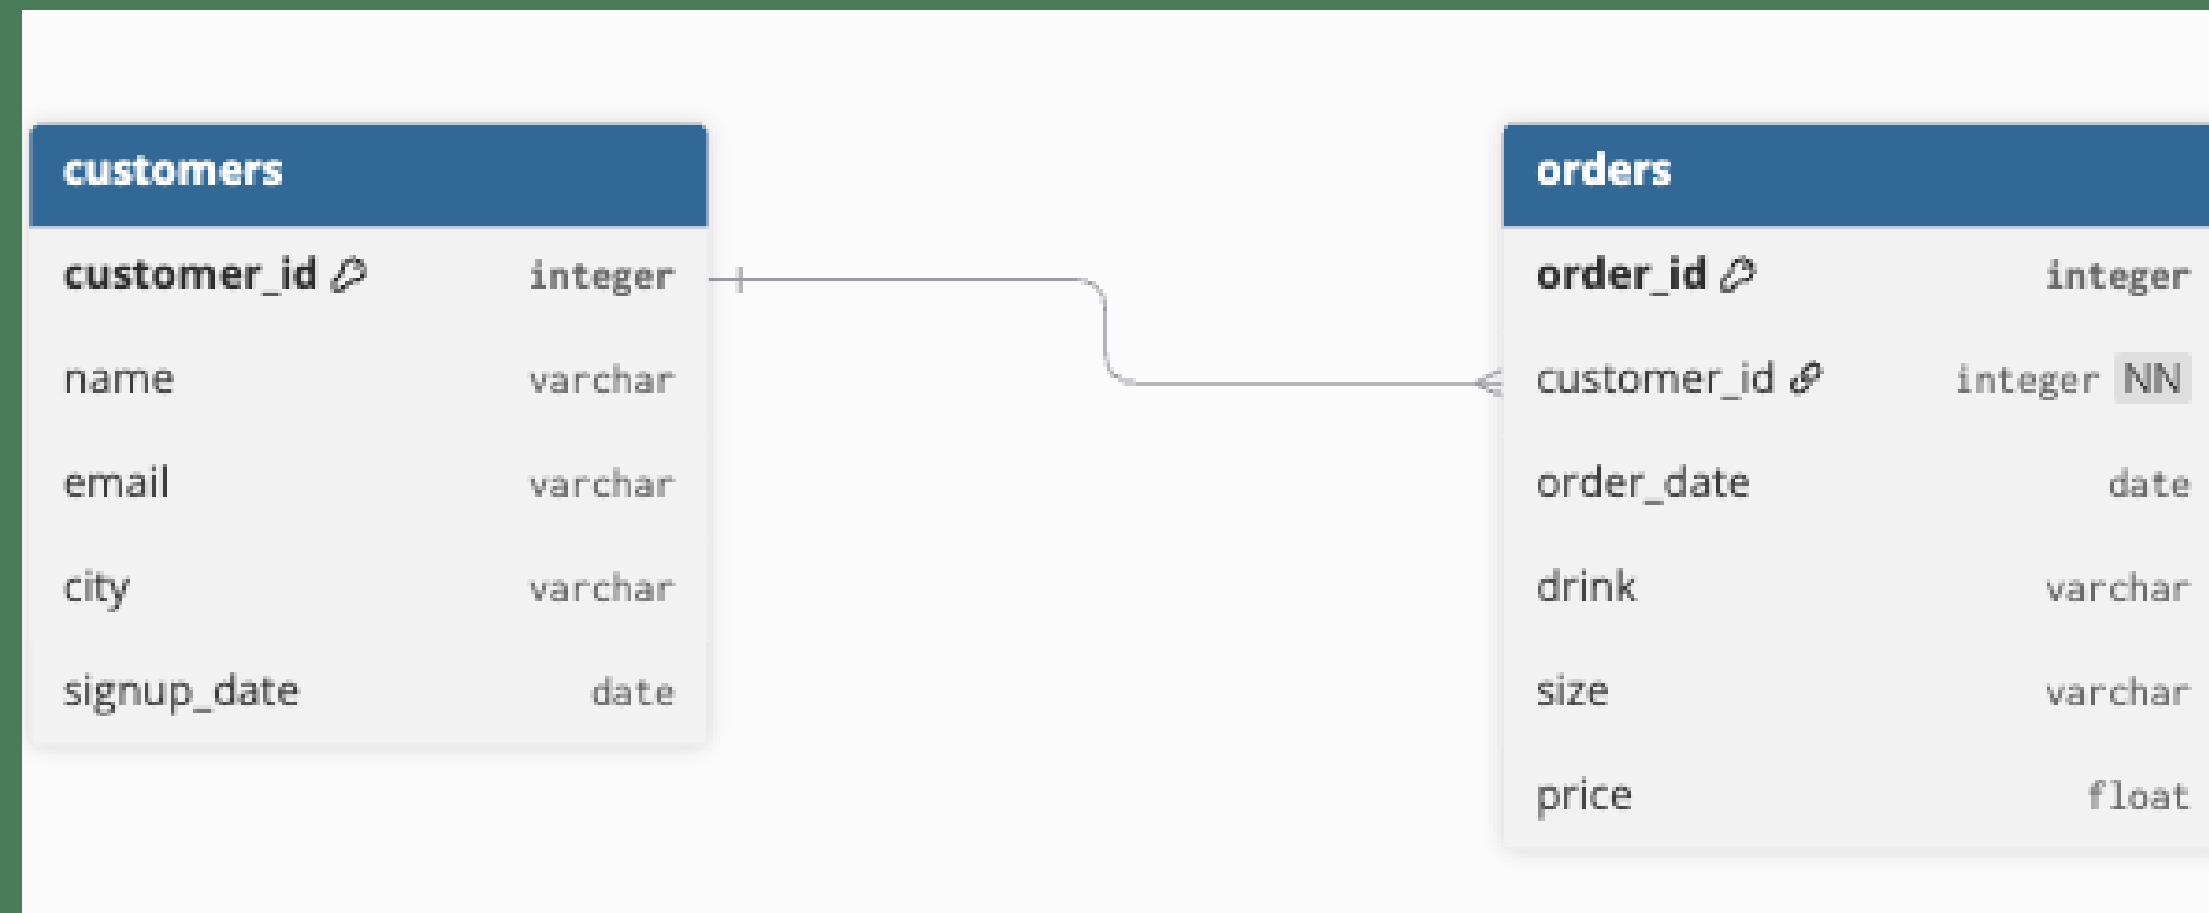 customers
customer_id integer
name varchar
email varchar
city varchar
signup_date date
orders
order_id integer
customer_id integer NN
order_date date
drink varchar
size varchar
price float